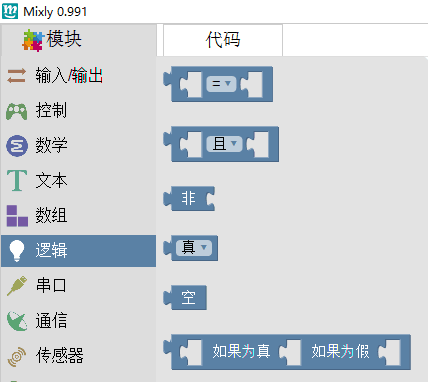 Mixly 0.991
模块
代码
输入/输出
控制
数学
文本
数组
逻辑
串口
通信
传感器
= ▼
且 ▼
非
真 ▼
空
如果为真 如果为假